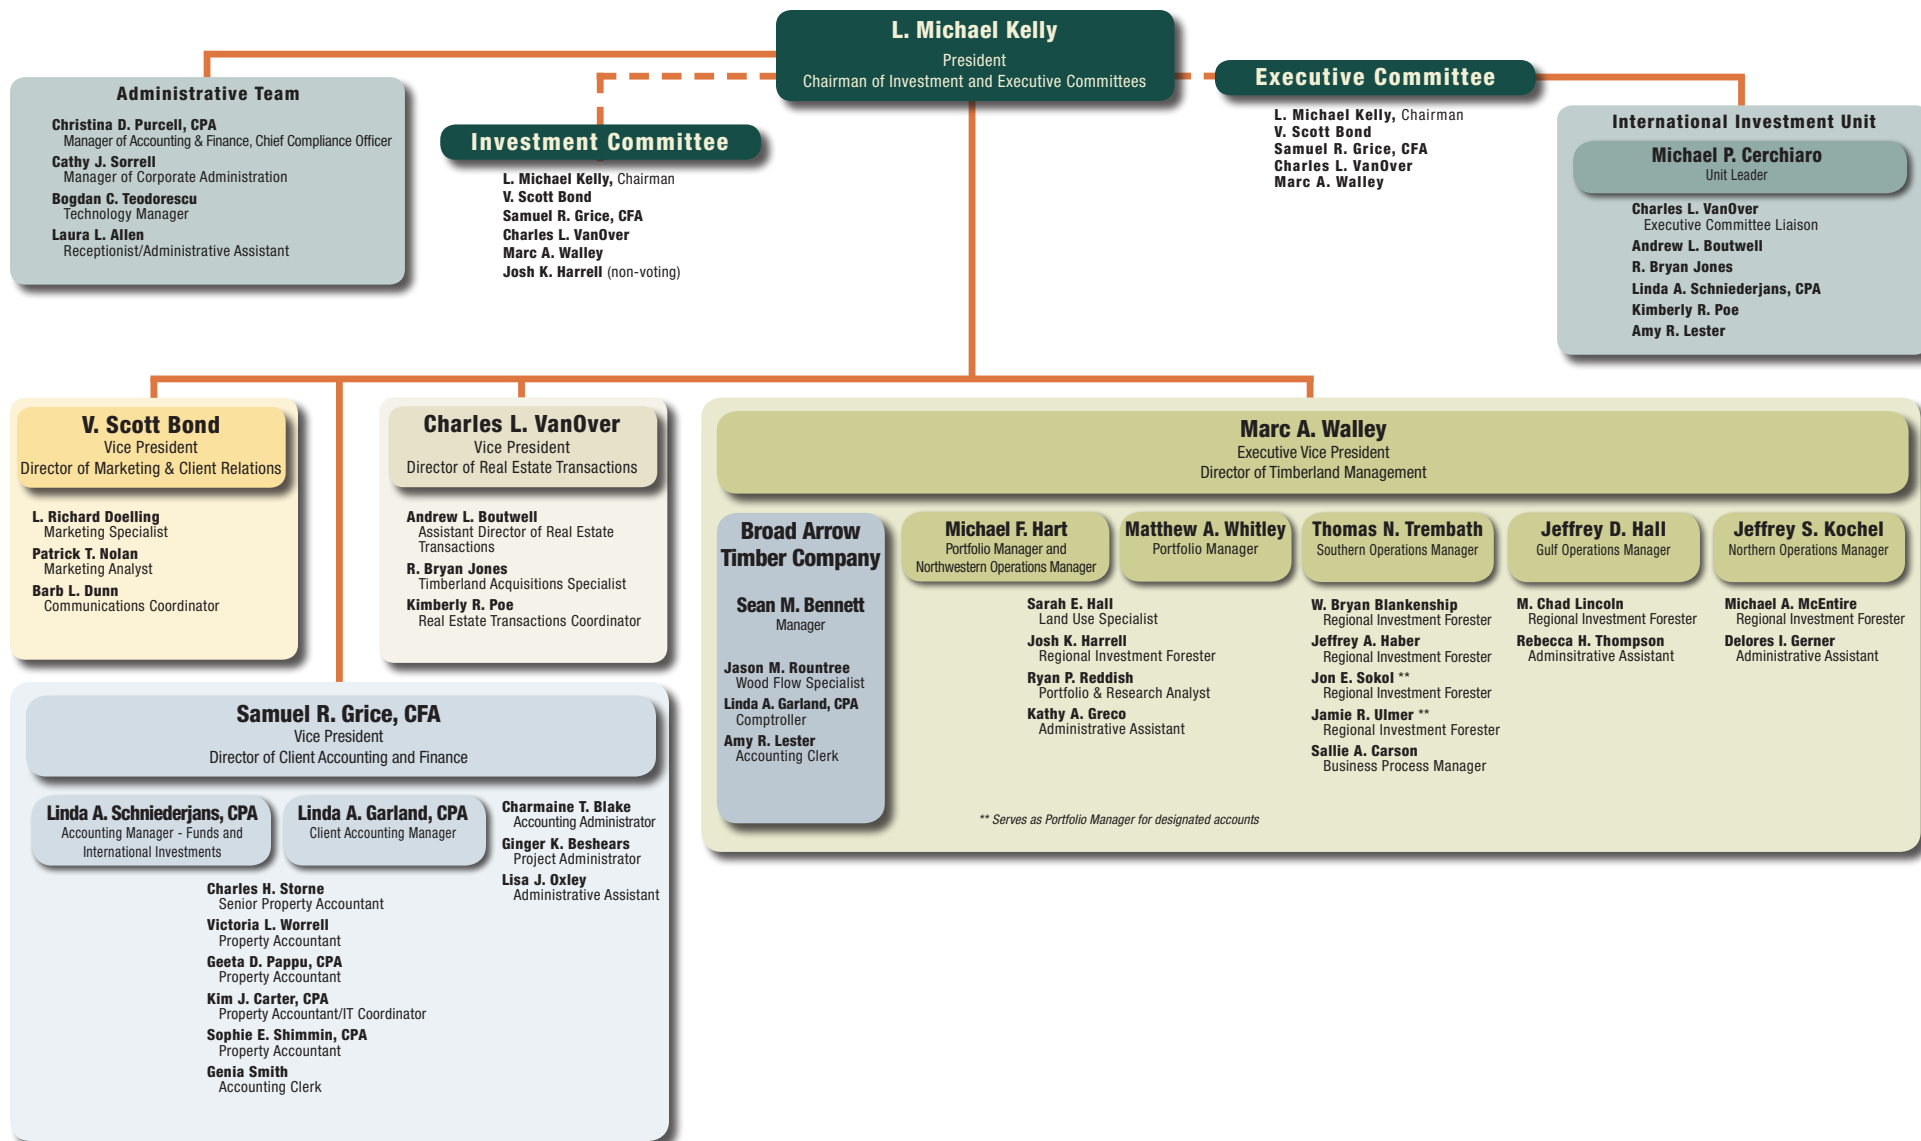 L. Michael Kelly
President
Chairman of Investment and Executive Committees
Administrative Team
Christina D. Purcell, CPA
Manager of Accounting & Finance, Chief Compliance Officer
Cathy J. Sorrell
Manager of Corporate Administration
Bogdan C. Teodorescu
Technology Manager
Laura L. Allen
Receptionist/Administrative Assistant
Investment Committee
L. Michael Kelly, Chairman
V. Scott Bond
Samuel R. Grice, CFA
Charles L. VanOver
Marc A. Walley
Josh K. Harrell (non-voting)
Executive Committee
L. Michael Kelly, Chairman
V. Scott Bond
Samuel R. Grice, CFA
Charles L. VanOver
Marc A. Walley
International Investment Unit
Michael P. Cerchiaro
Unit Leader
Charles L. VanOver
Executive Committee Liaison
Andrew L. Boutwell
R. Bryan Jones
Linda A. Schniederjans, CPA
Kimberly R. Poe
Amy R. Lester
V. Scott Bond
Vice President
Director of Marketing & Client Relations
L. Richard Doelling
Marketing Specialist
Patrick T. Nolan
Marketing Analyst
Barb L. Dunn
Communications Coordinator
Charles L. VanOver
Vice President
Director of Real Estate Transactions
Andrew L. Boutwell
Assistant Director of Real Estate
Transactions
R. Bryan Jones
Timberland Acquisitions Specialist
Kimberly R. Poe
Real Estate Transactions Coordinator
Samuel R. Grice, CFA
Vice President
Director of Client Accounting and Finance
Linda A. Schniederjans, CPA
Accounting Manager - Funds and
International Investments
Linda A. Garland, CPA
Client Accounting Manager
Charmaine T. Blake
Accounting Administrator
Ginger K. Beshears
Project Administrator
Lisa J. Oxley
Administrative Assistant
Charles H. Storne
Senior Property Accountant
Victoria L. Worrell
Property Accountant
Geeta D. Pappu, CPA
Property Accountant
Kim J. Carter, CPA
Property Accountant/IT Coordinator
Sophie E. Shimmin, CPA
Property Accountant
Genia Smith
Accounting Clerk
Marc A. Walley
Executive Vice President
Director of Timberland Management
Broad Arrow
Timber Company
Sean M. Bennett
Manager
Jason M. Rountree
Wood Flow Specialist
Linda A. Garland, CPA
Comptroller
Amy R. Lester
Accounting Clerk
Michael F. Hart
Portfolio Manager and
Northwestern Operations Manager
Matthew A. Whitley
Portfolio Manager
Sarah E. Hall
Land Use Specialist
Josh K. Harrell
Regional Investment Forester
Ryan P. Reddish
Portfolio & Research Analyst
Kathy A. Greco
Administrative Assistant
Thomas N. Trembath
Southern Operations Manager
W. Bryan Blankenship
Regional Investment Forester
Jeffrey A. Haber
Regional Investment Forester
Jon E. Sokol **
Regional Investment Forester
Jamie R. Ulmer **
Regional Investment Forester
Sallie A. Carson
Business Process Manager
Jeffrey D. Hall
Gulf Operations Manager
M. Chad Lincoln
Regional Investment Forester
Rebecca H. Thompson
Adminsitrative Assistant
Jeffrey S. Kochel
Northern Operations Manager
Michael A. McEntire
Regional Investment Forester
Delores I. Gerner
Administrative Assistant
** Serves as Portfolio Manager for designated accounts